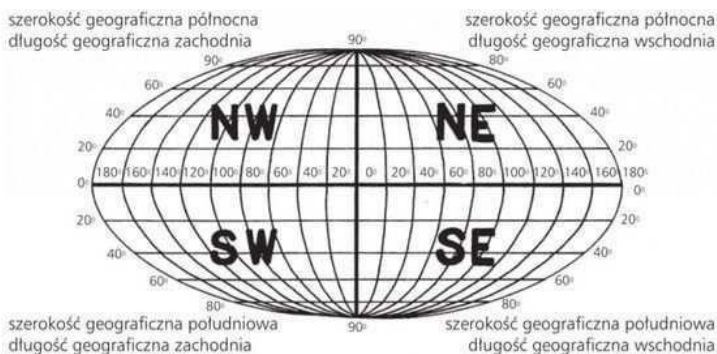 szerokość geograficzna północna
długość geograficzna zachodnia
szerokość geograficzna północna
długość geograficzna wschodnia
90°
90° 80°
60° 60°
40° 40°
NW NE
20° 20°
180° 160° 140° 120° 100° 80° 60° 40° 20° 0° 20° 40° 60° 80° 100° 120° 140° 160° 180°
0° 0°
20° 20°
SW SE
40° 40°
60° 60°
80° 80°
90°
szerokość geograficzna południowa
długość geograficzna zachodnia
szerokość geograficzna południowa
długość geograficzna wschodnia